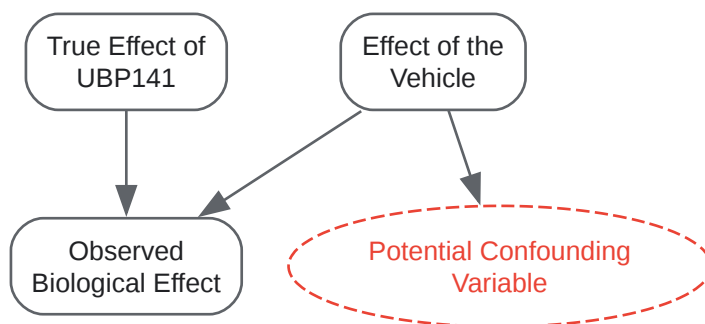 True Effect of
UBP141
Effect of the
Vehicle
Observed
Biological Effect
Potential Confounding
Variable